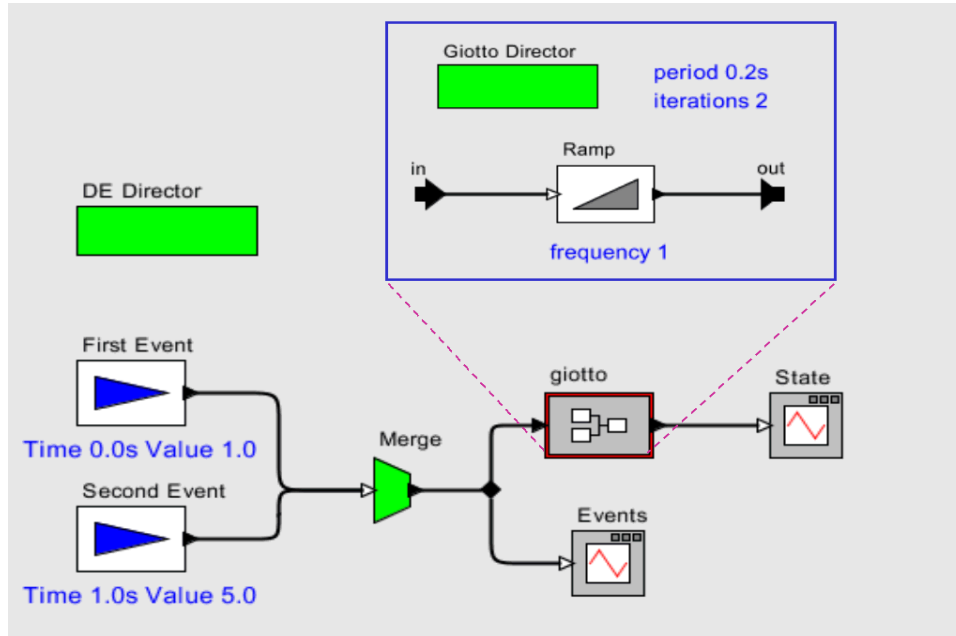 Giotto Director
period 0.2s
iterations 2
in
Ramp
out
frequency 1
DE Director
First Event
Time 0.0s Value 1.0
Second Event
Time 1.0s Value 5.0
Merge
giotto
State
Events